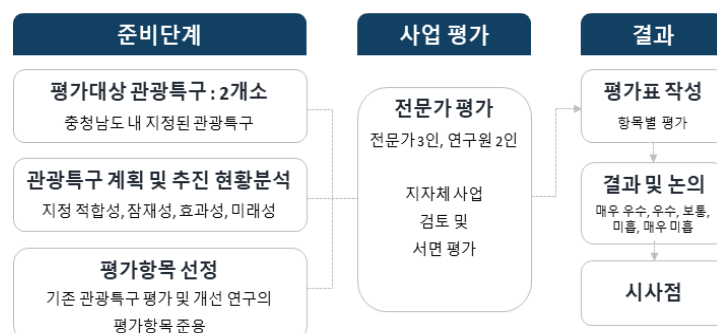 준비단계
평가대상 관광특구 : 2개소
충청남도 내 지정된 관광특구
관광특구 계획 및 추진 현황분석
지정 적합성, 잠재성, 효과성, 미래성
평가항목 선정
기존 관광특구 평가 및 개선 연구의
평가항목 준용
사업 평가
전문가 평가
전문가 3인, 연구원 2인
지자체 사업
검토 및
서면 평가
결과
평가표 작성
항목별 평가
결과 및 논의
매우 우수, 우수, 보통,
미흡, 매우 미흡
시사점